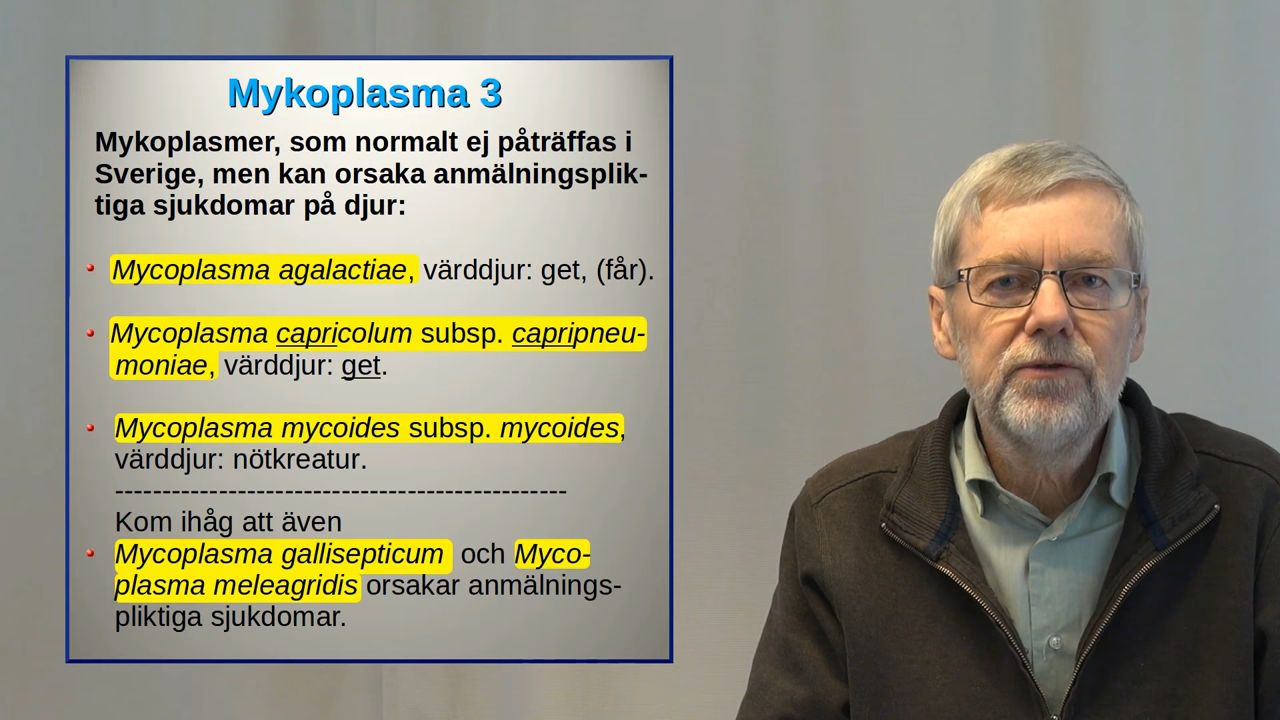 Mykoplasma 3
Mykoplasmer, som normalt ej påträffas i
Sverige, men kan orsaka anmälningsplik-
tiga sjukdomar på djur:
• Mycoplasma agalactiae, värddjur: get, (får).
• Mycoplasma capricolum subsp. capripneu-
moniae, värddjur: get.
• Mycoplasma mycoides subsp. mycoides,
värddjur: nötkreatur.
------------------------------------------------
Kom ihåg att även
• Mycoplasma gallisepticum och Myco-
plasma meleagridis orsakar anmälnings-
pliktiga sjukdomar.